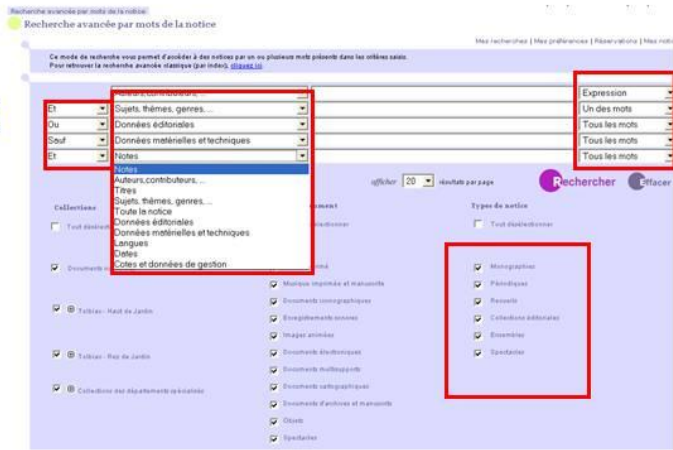 Recherche avancée par mots de la notice
Recherche avancée par mots de la notice
Mes recherches | Mes préférences | Réservations | Mes
Ce mode de recherche vous permet d'accéder à des notices par un ou plusieurs mots présents dans les critères saisis.
Pour retrouver la recherche avancée classique (par index), cliquez ici
Auteurs,contributeurs, ... Expression
Et Sujets, thèmes, genres, ... Un des mots
Ou Données éditoriales Tous les mots
Sauf Données matérielles et techniques Tous les mots
Et Notes Tous les mots
Notes
Auteurs,contributeurs, ...
Titres
Sujets, thèmes, genres, ...
Toute la notice
Données éditoriales
Données matérielles et techniques
Langues
Dates
Cotes et données de gestion
afficher 20 résultats par page Rechercher Effacer
Collections Types de notice
Tout Tout désélectionner
Documents Monographies
Musique imprimée et manuscrite Périodiques
Documents iconographiques Recueils
Tolbiac - Haut de Jardin
Enregistrements sonores Collections éditoriales
Images animées Ensembles
Tolbiac - Rez de Jardin Documents électroniques Spectacles
Documents multisupports
Collections des départements spécialisés Documents cartographiques
Documents d'archives et manuscrits
Objets
Spectacles